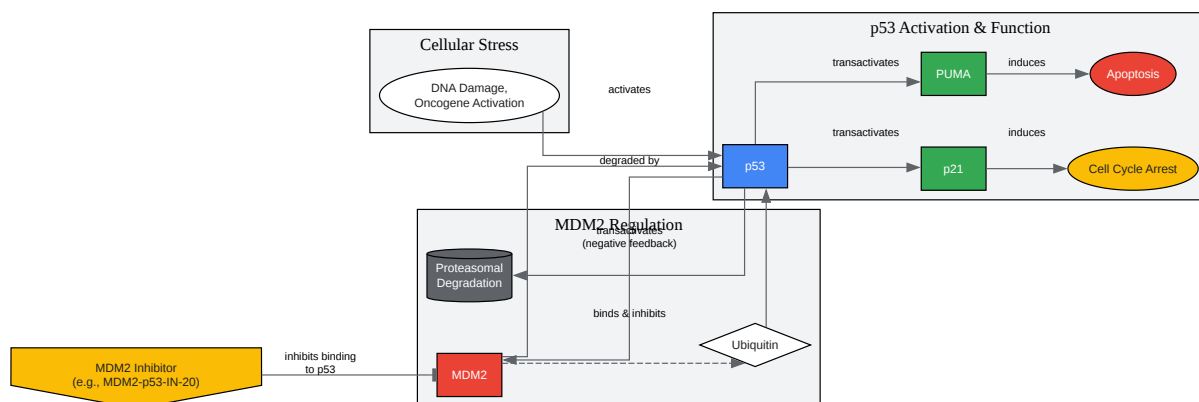 p53 Activation & Function
Cellular Stress
transactivates
PUMA
induces
Apoptosis
DNA Damage,
Oncogene Activation
activates
transactivates
p21
induces
Cell Cycle Arrest
degraded by
p53
MDM2 Regulation
transactivates
(negative feedback)
Proteasomal
Degradation
binds & inhibits
Ubiquitin
inhibits binding
to p53
MDM2 Inhibitor
(e.g., MDM2-p53-IN-20)
MDM2